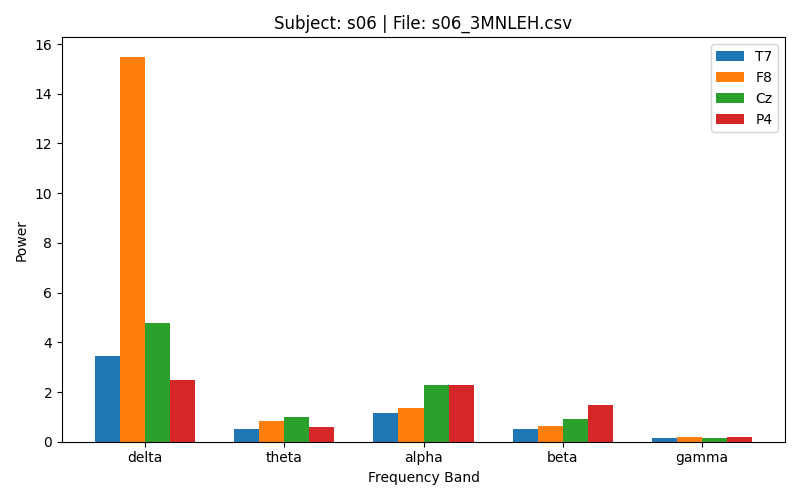 Subject: s06 | File: s06_3MNLEH.csv
T7
F8
Cz
P4
Power
16
14
12
10
8
6
4
2
0
delta
theta
alpha
beta
gamma
Frequency Band